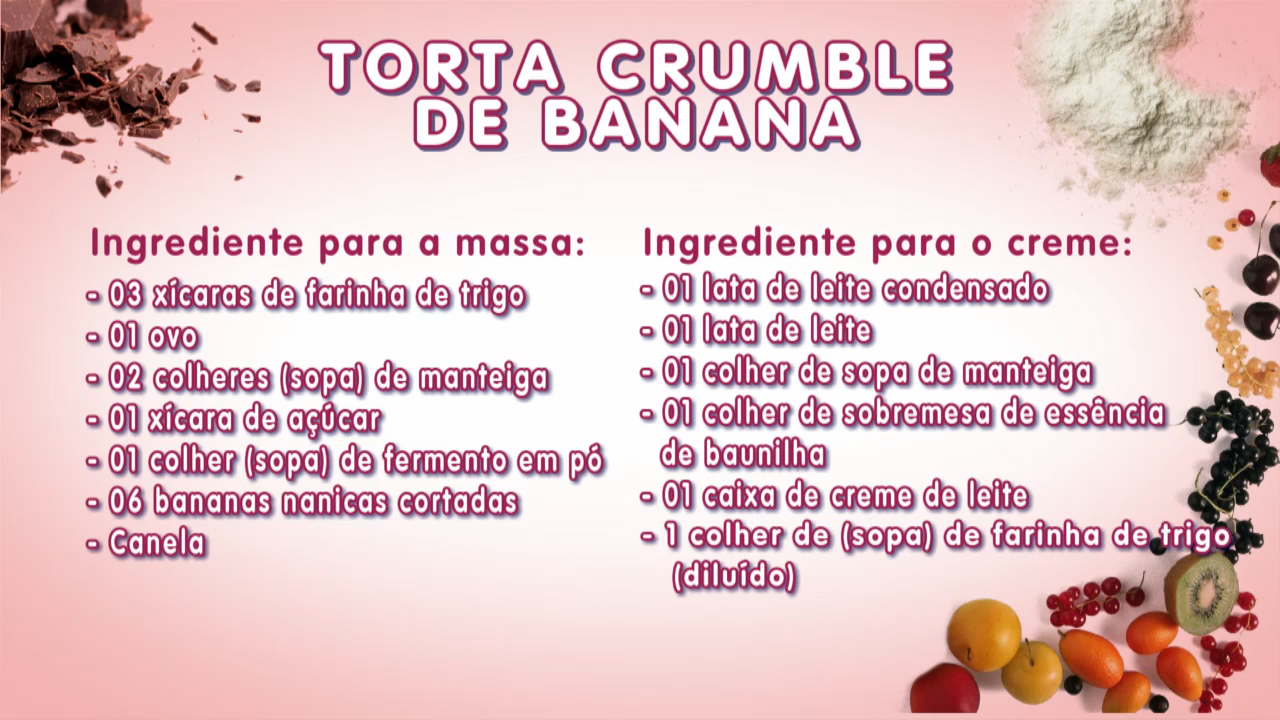 TORTA CRUMBLE
DE BANANA
Ingrediente para a massa:
- 03 xícaras de farinha de trigo
- 01 ovo
- 02 colheres (sopa) de manteiga
- 01 xícara de açúcar
- 01 colher (sopa) de fermento em pó
- 06 bananas nanicas cortadas
- Canela
Ingrediente para o creme:
- 01 lata de leite condensado
- 01 lata de leite
- 01 colher de sopa de manteiga
- 01 colher de sobremesa de essência
de baunilha
- 01 caixa de creme de leite
- 1 colher de (sopa) de farinha de trigo
(diluído)